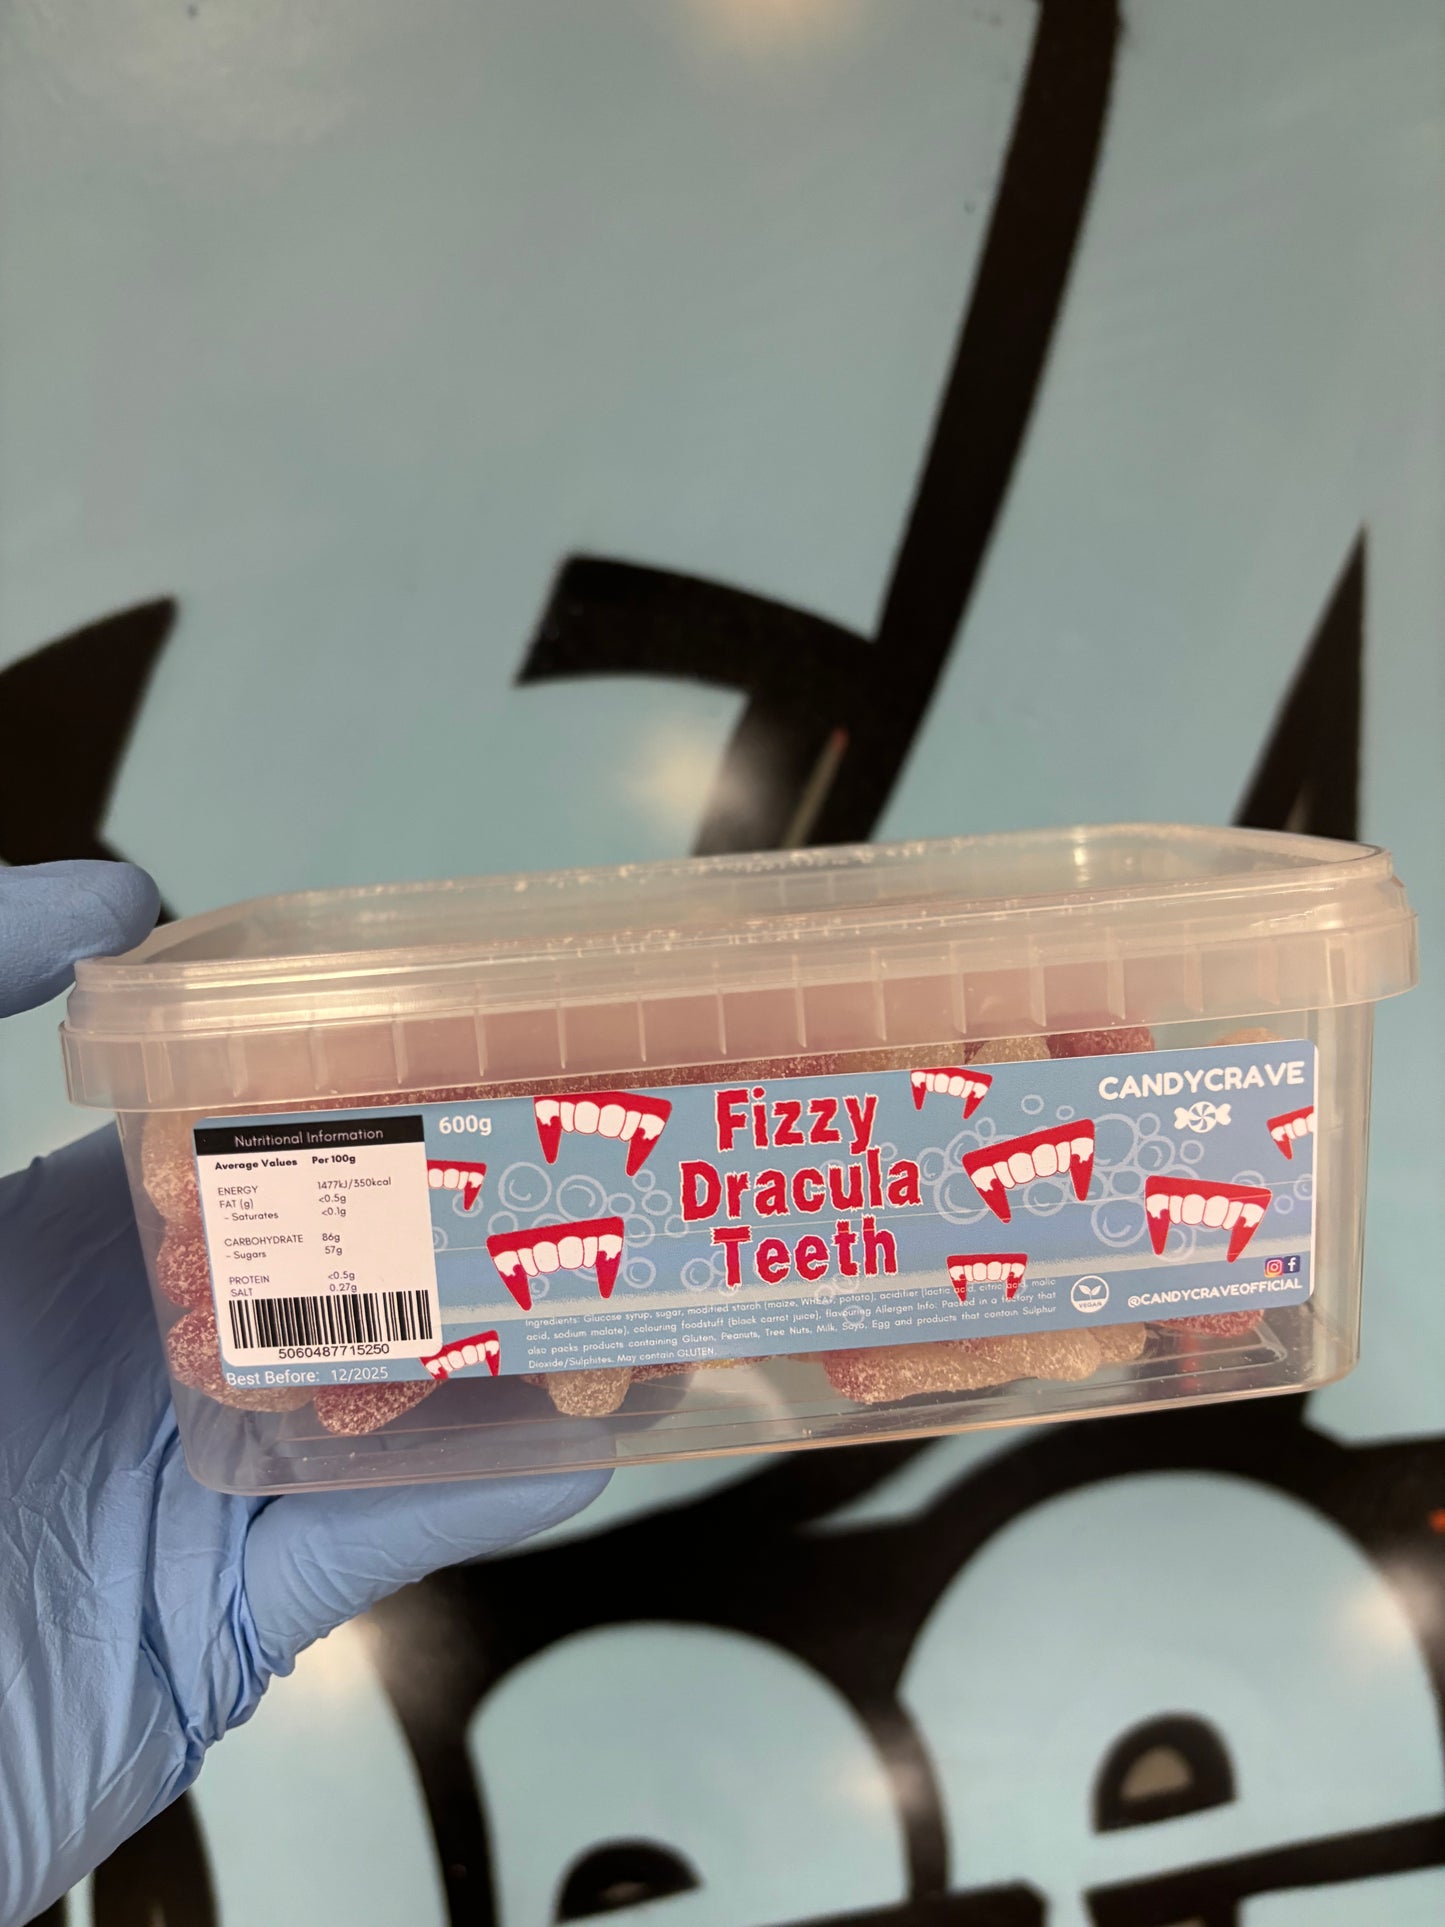 Nutritional Information
Average Values Per 100g
ENERGY 1477kJ/350kcal
FAT (g) <0.5g
- Saturates <0.1g
CARBOHYDRATE 86g
- Sugars 57g
PROTEIN <0.5g
SALT 0.27g
5060487715250
Best Before: 12/2025
600g
Fizzy
Dracula
Teeth
Ingredients: Glucose syrup, sugar, modified starch (maize, WHEAT, potato), acidifier (lactic acid, citric acid, malic
acid, sodium malate), colouring foodstuff (black carrot juice), flavouring Allergen Info: Packed in a factory that
also packs products containing Gluten, Peanuts, Tree Nuts, Milk, Soya, Egg and products that contain Sulphur
Dioxide/Sulphites. May contain GLUTEN.
VEGAN
CANDYCRAVE
@CANDYCRAVEOFFICIAL